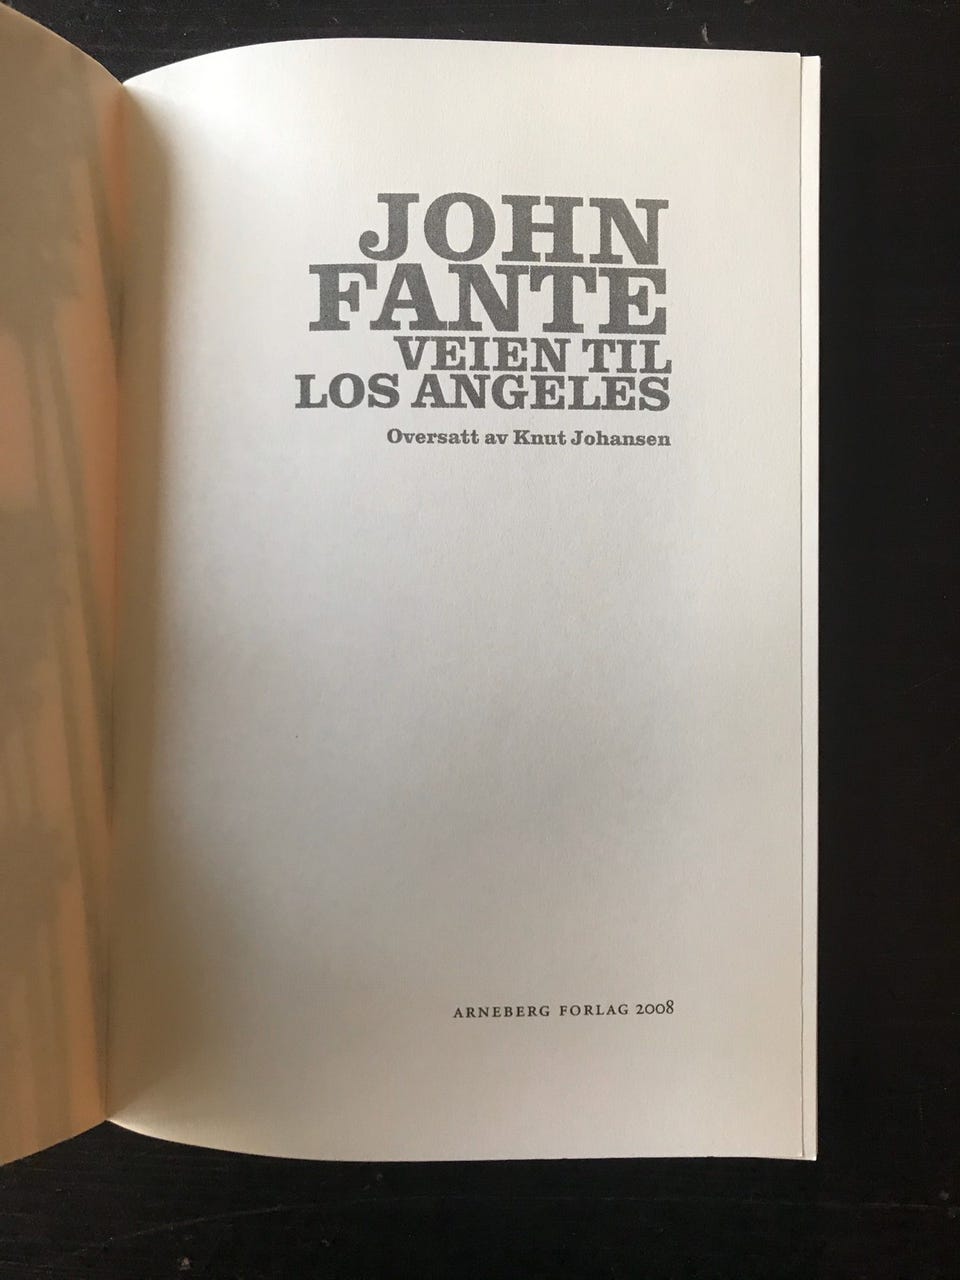 JOHN
FANTE
VEIEN TIL
LOS ANGELES
Oversatt av Knut Johansen
ARNEBERG FORLAG 2008